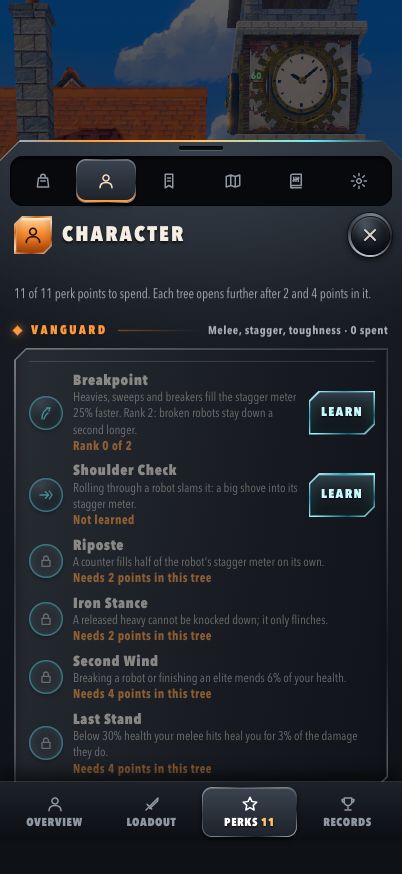 60
CHARACTER
11 of 11 perk points to spend. Each tree opens further after 2 and 4 points in it.
VANGUARD
Melee, stagger, toughness · 0 spent
Breakpoint
Heavies, sweeps and breakers fill the stagger meter
25% faster. Rank 2: broken robots stay down a
second longer.
Rank 0 of 2
LEARN
Shoulder Check
Rolling through a robot slams it: a big shove into its
stagger meter.
Not learned
LEARN
Riposte
A counter fills half of the robot's stagger meter on its own.
Needs 2 points in this tree
Iron Stance
A released heavy cannot be knocked down; it only flinches.
Needs 2 points in this tree
Second Wind
Breaking a robot or finishing an elite mends 6% of your health.
Needs 4 points in this tree
Last Stand
Below 30% health your melee hits heal you for 3% of the damage
they do.
Needs 4 points in this tree
OVERVIEW
LOADOUT
PERKS 11
RECORDS